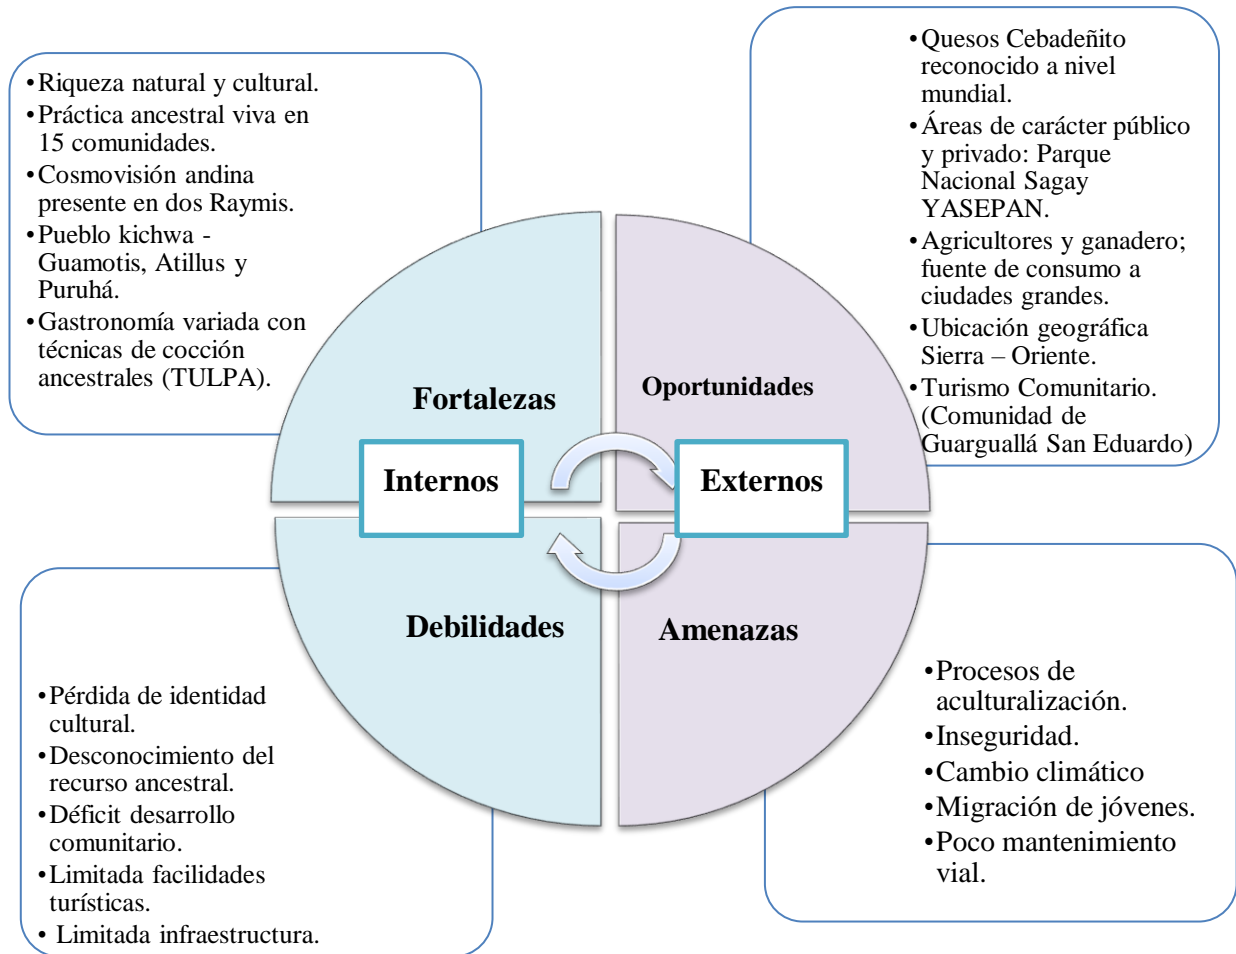 •Riqueza natural y cultural.
•Práctica ancestral viva en
15 comunidades.
•Cosmovisión andina
presente en dos Raymis.
•Pueblo kichwa -
Guamotis, Atillus y
Puruhá.
•Gastronomía variada con
técnicas de cocción
ancestrales (TULPA).
•Quesos Cebadeñito
reconocido a nivel
mundial.
•Áreas de carácter público
y privado: Parque
Nacional Sagay
YASEPAN.
•Agricultores y ganadero;
fuente de consumo a
ciudades grandes.
•Ubicación geográfica
Sierra – Oriente.
•Turismo Comunitario.
(Comunidad de
Guarguallá San Eduardo)
Fortalezas
Oportunidades
Internos
Externos
Debilidades
Amenazas
•Pérdida de identidad
cultural.
•Desconocimiento del
recurso ancestral.
•Déficit desarrollo
comunitario.
•Limitada facilidades
turísticas.
• Limitada infraestructura.
•Procesos de
aculturalización.
•Inseguridad.
•Cambio climático
•Migración de jóvenes.
•Poco mantenimiento
vial.